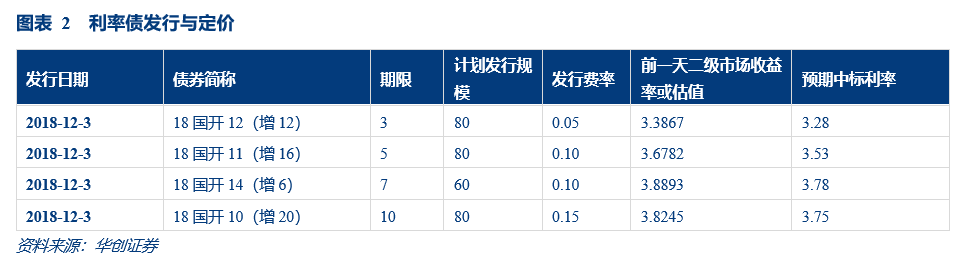 图表 2 利率债发行与定价
发行日期 债券简称 期限 计划发行规模 发行费率 前一天二级市场收益率或估值 预期中标利率
2018-12-3 18 国开 12（增 12） 3 80 0.05 3.3867 3.28
2018-12-3 18 国开 11（增 16） 5 80 0.10 3.6782 3.53
2018-12-3 18 国开 14（增 6） 7 60 0.10 3.8893 3.78
2018-12-3 18 国开 10（增 20） 10 80 0.15 3.8245 3.75
资料来源：华创证券